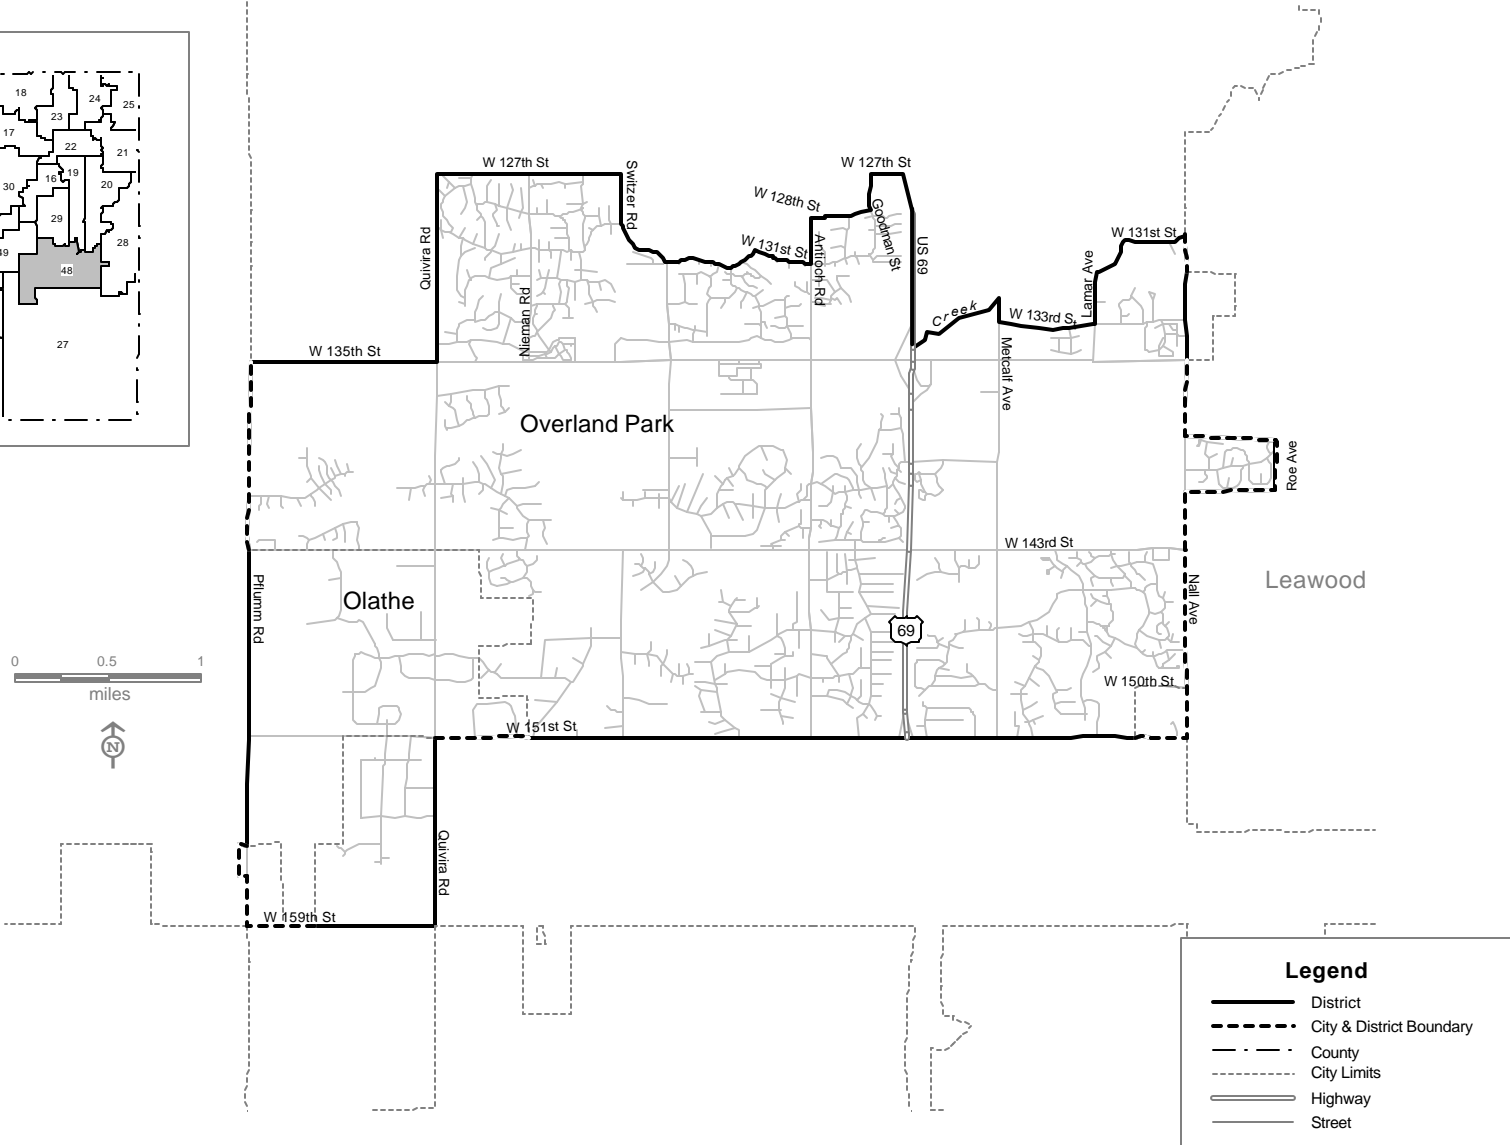 18
24
25
23
17
22
21
30
16
19
20
29
28
49
48
27
W 127th St
Switzer Rd
W 127th St
W 128th St
Goodman St
Quivira Rd
W 131st St
Antioch Rd
US 69
W 131st St
Lamar Ave
Nieman Rd
Creek
W 133rd St
W 135th St
Metcalf Ave
Overland Park
Roe Ave
W 143rd St
Pflumm Rd
Olathe
Nall Ave
Leawood
69
0 0.5 1
miles
N
W 150th St
W 151st St
Quivira Rd
W 159th St
Legend
District
City & District Boundary
County
City Limits
Highway
Street